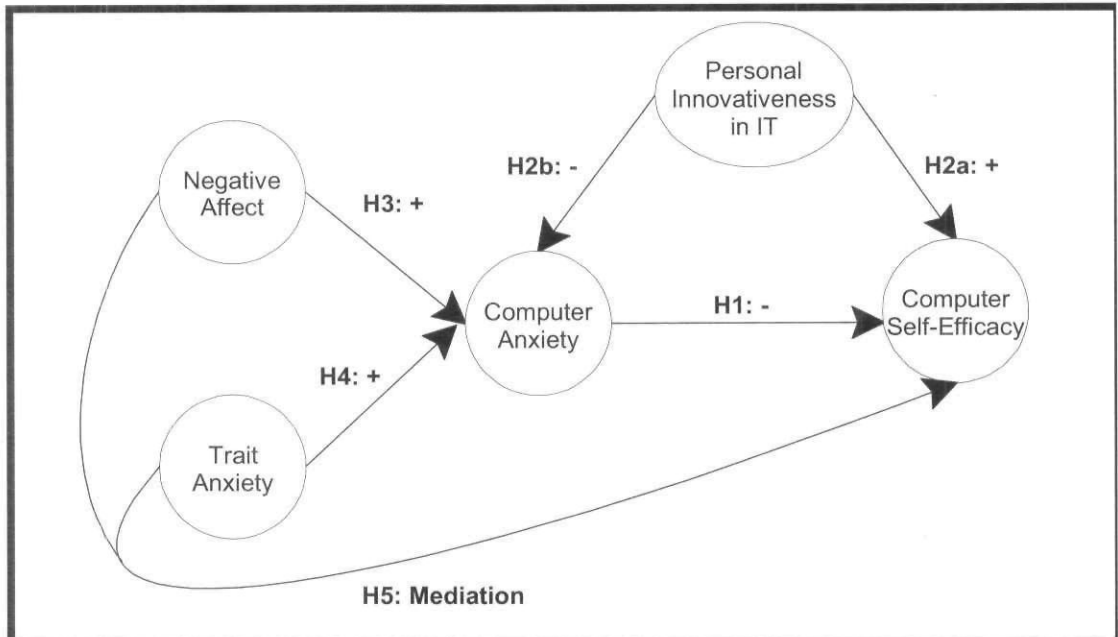 Personal
Innovativeness
in IT
H2b: -
H2a: +
Negative
Affect
H3: +
Computer
Anxiety
H1: -
Computer
Self-Efficacy
H4: +
Trait
Anxiety
H5: Mediation